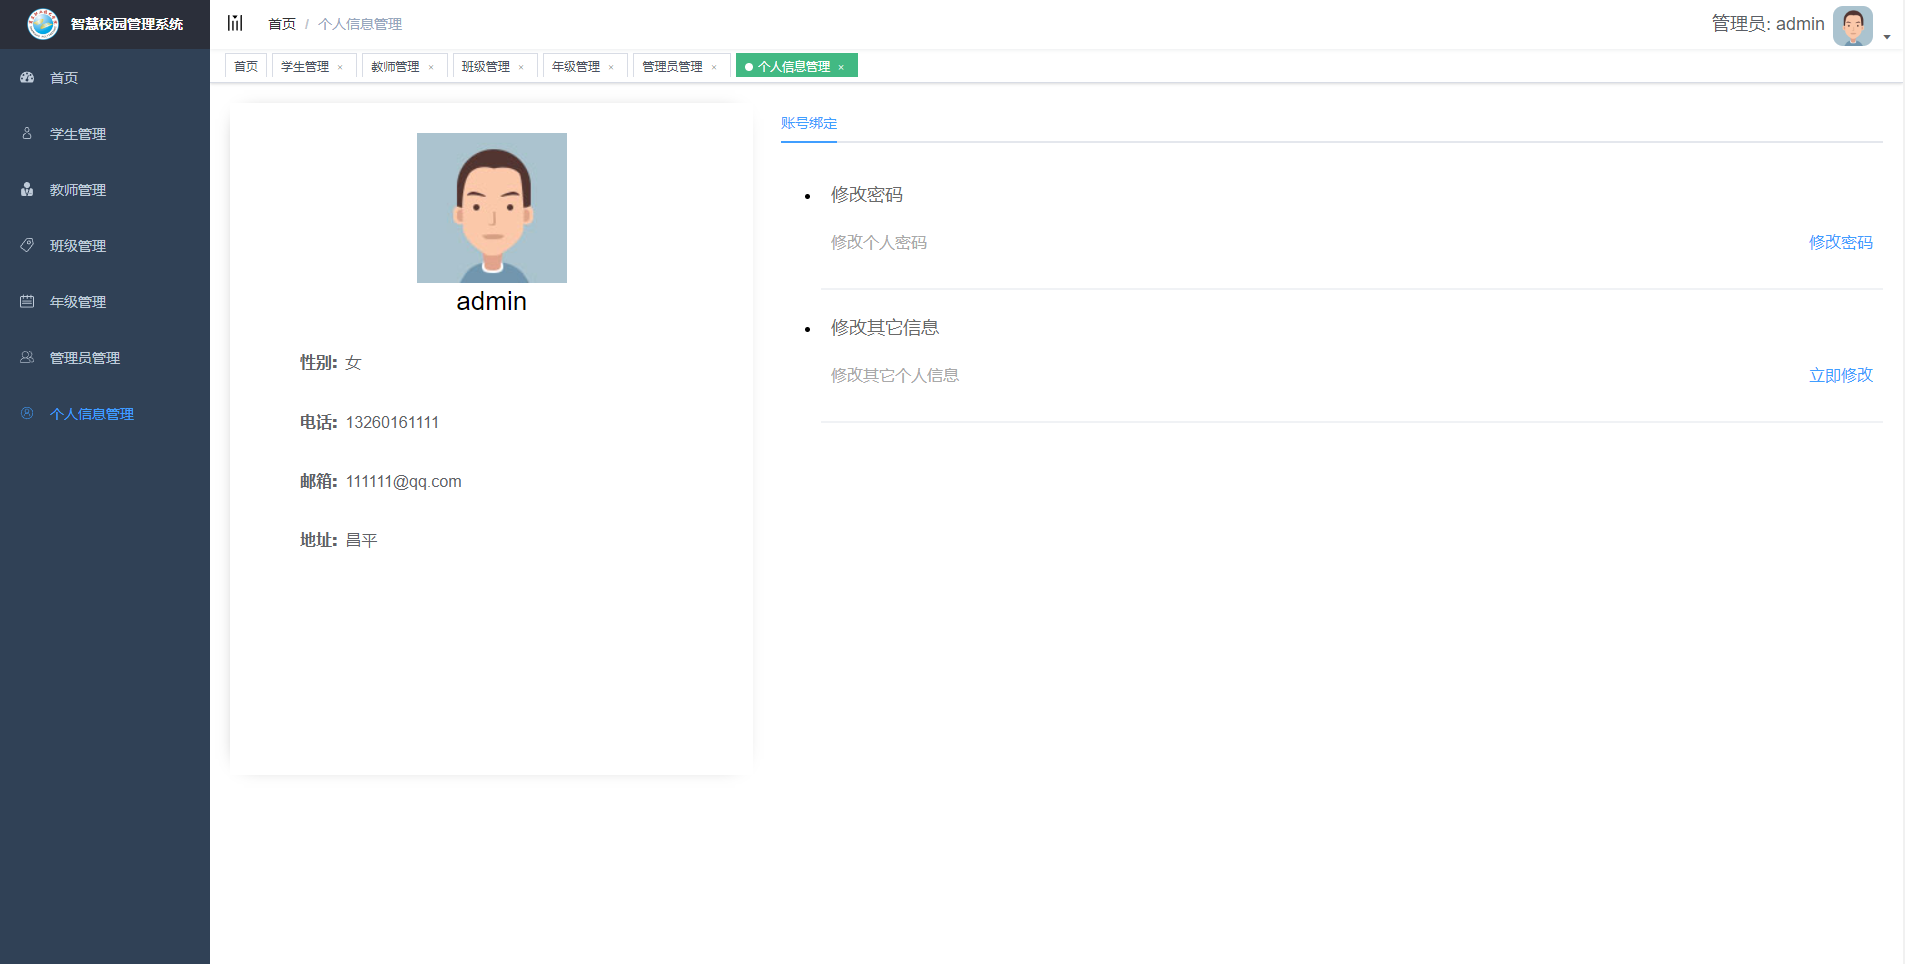 智慧校园管理系统
首页 / 个人信息管理
管理员: admin
首页
学生管理 ×
教师管理 ×
班级管理 ×
年级管理 ×
管理员管理 ×
个人信息管理 ×
首页
学生管理
教师管理
班级管理
年级管理
管理员管理
个人信息管理
admin
性别: 女
电话: 13260161111
邮箱: 111111@qq.com
地址: 昌平
账号绑定
修改密码
修改个人密码
修改密码
修改其它信息
修改其它个人信息
立即修改